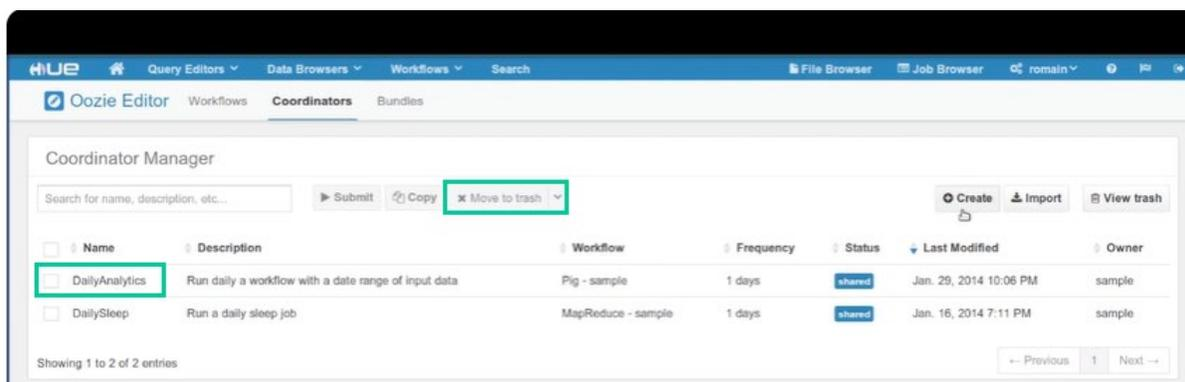 HUE Query Editors Data Browsers Workflows Search File Browser Job Browser romain
Oozie Editor Workflows Coordinators Bundles
Coordinator Manager
Search for name, description, etc... Submit Copy Move to trash Create Import View trash
Name Description Workflow Frequency Status Last Modified Owner
DailyAnalytics Run daily a workflow with a date range of input data Pig - sample 1 days shared Jan. 29, 2014 10:06 PM sample
DailySleep Run a daily sleep job MapReduce - sample 1 days shared Jan. 16, 2014 7:11 PM sample
Showing 1 to 2 of 2 entries ← Previous 1 Next →